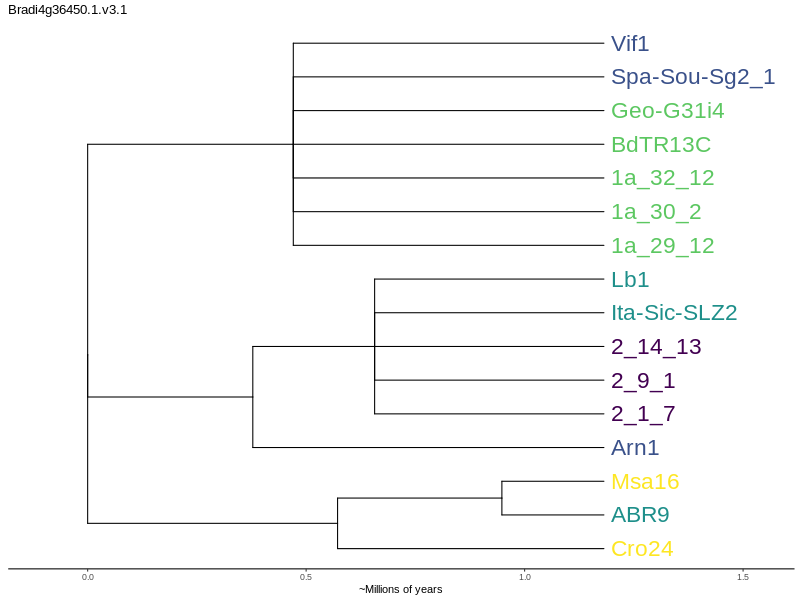 Bradi4g36450.1.v3.1
Vif1
Spa-Sou-Sg2_1
Geo-G31i4
BdTR13C
1a_32_12
1a_30_2
1a_29_12
Lb1
Ita-Sic-SLZ2
2_14_13
2_9_1
2_1_7
Arn1
Msa16
ABR9
Cro24
0.0 0.5 1.0 1.5
~Millions of years